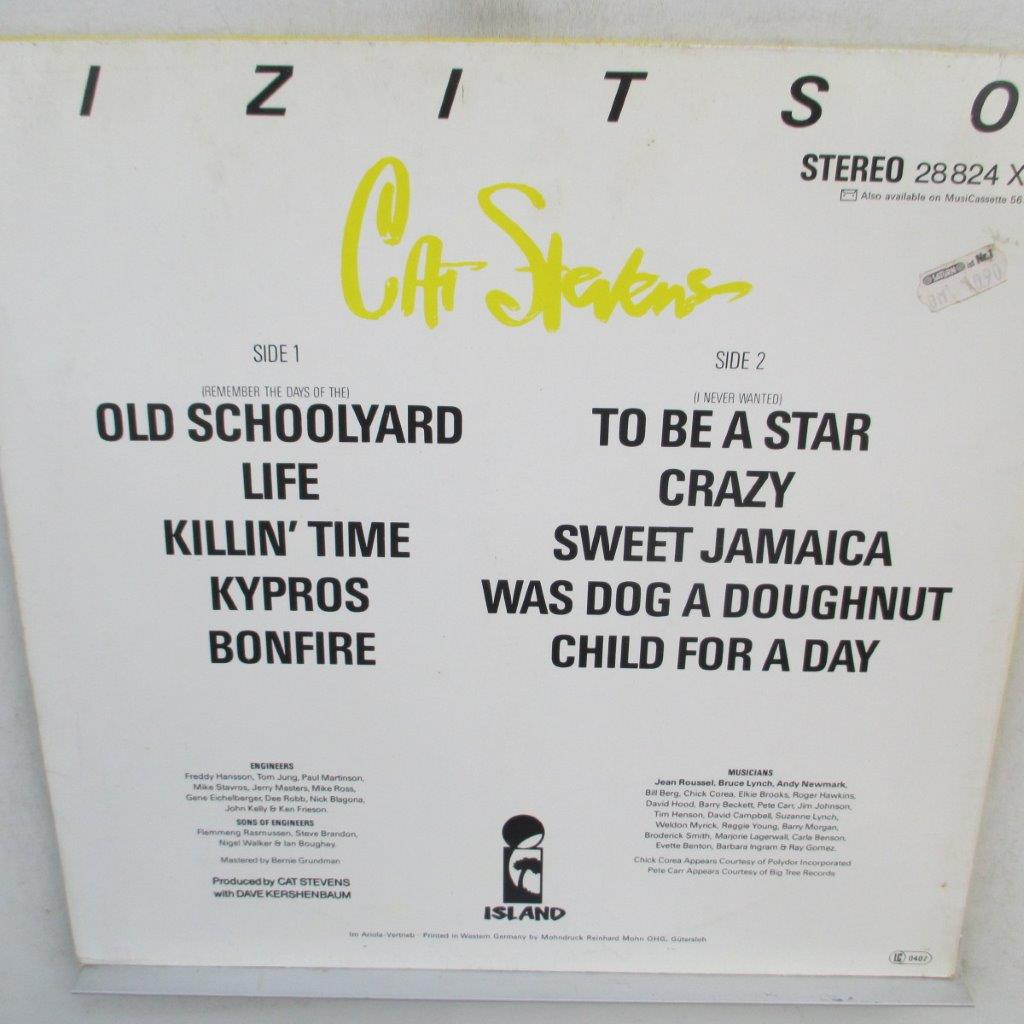 IZITSO
STEREO 28 824 X
Also available on MusiCassette 56
Cat Stevens
SATURN Nr.1
SIDE 1
(REMEMBER THE DAYS OF THE)
OLD SCHOOLYARD
LIFE
KILLIN' TIME
KYPROS
BONFIRE
SIDE 2
(I NEVER WANTED)
TO BE A STAR
CRAZY
SWEET JAMAICA
WAS DOG A DOUGHNUT
CHILD FOR A DAY
ENGINEERS
Freddy Hansson, Tom Jung, Paul Martinson,
Mike Stavros, Jerry Masters, Mike Ross,
Gene Eichelberger, Dee Robb, Nick Blagona,
John Kelly & Ken Frieson.
SONS OF ENGINEERS
Flemmeng Rasmussen, Steve Brandon,
Nigel Walker & Ian Boughey.
Mastered by Bernie Grundman
Produced by CAT STEVENS
with DAVE KERSHENBAUM
ISLAND
MUSICIANS
Jean Roussel, Bruce Lynch, Andy Newmark,
Bill Berg, Chick Corea, Elkie Brooks, Roger Hawkins,
David Hood, Barry Beckett, Pete Carr, Jim Johnson,
Tim Henson, David Campbell, Suzanne Lynch,
Weldon Myrick, Reggie Young, Barry Morgan,
Broderick Smith, Marjorie Lagerwall, Carla Benson,
Evette Benton, Barbara Ingram & Ray Gomez.
Chick Corea Appears Courtesy of Polydor Incorporated
Pete Carr Appears Courtesy of Big Tree Records
Im Ariola-Vertrieb · Printed in Western Germany by Mohndruck Reinhard Mohn OHG, Gütersloh
LC 0407